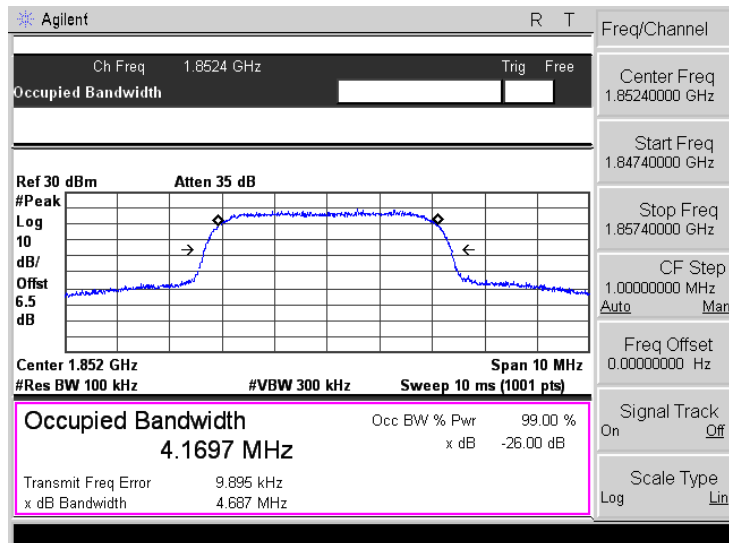 Agilent R T
Ch Freq 1.8524 GHz Trig Free
Occupied Bandwidth
Ref 30 dBm Atten 35 dB
#Peak
Log
10
dB/
Offst
6.5
dB
Center 1.852 GHz Span 10 MHz
#Res BW 100 kHz #VBW 300 kHz Sweep 10 ms (1001 pts)
Occupied Bandwidth Occ BW % Pwr 99.00 %
4.1697 MHz x dB -26.00 dB
Transmit Freq Error 9.895 kHz
x dB Bandwidth 4.687 MHz
Freq/Channel
Center Freq
1.85240000 GHz
Start Freq
1.84740000 GHz
Stop Freq
1.85740000 GHz
CF Step
1.00000000 MHz
Auto Man
Freq Offset
0.00000000 Hz
Signal Track
On Off
Scale Type
Log Lin